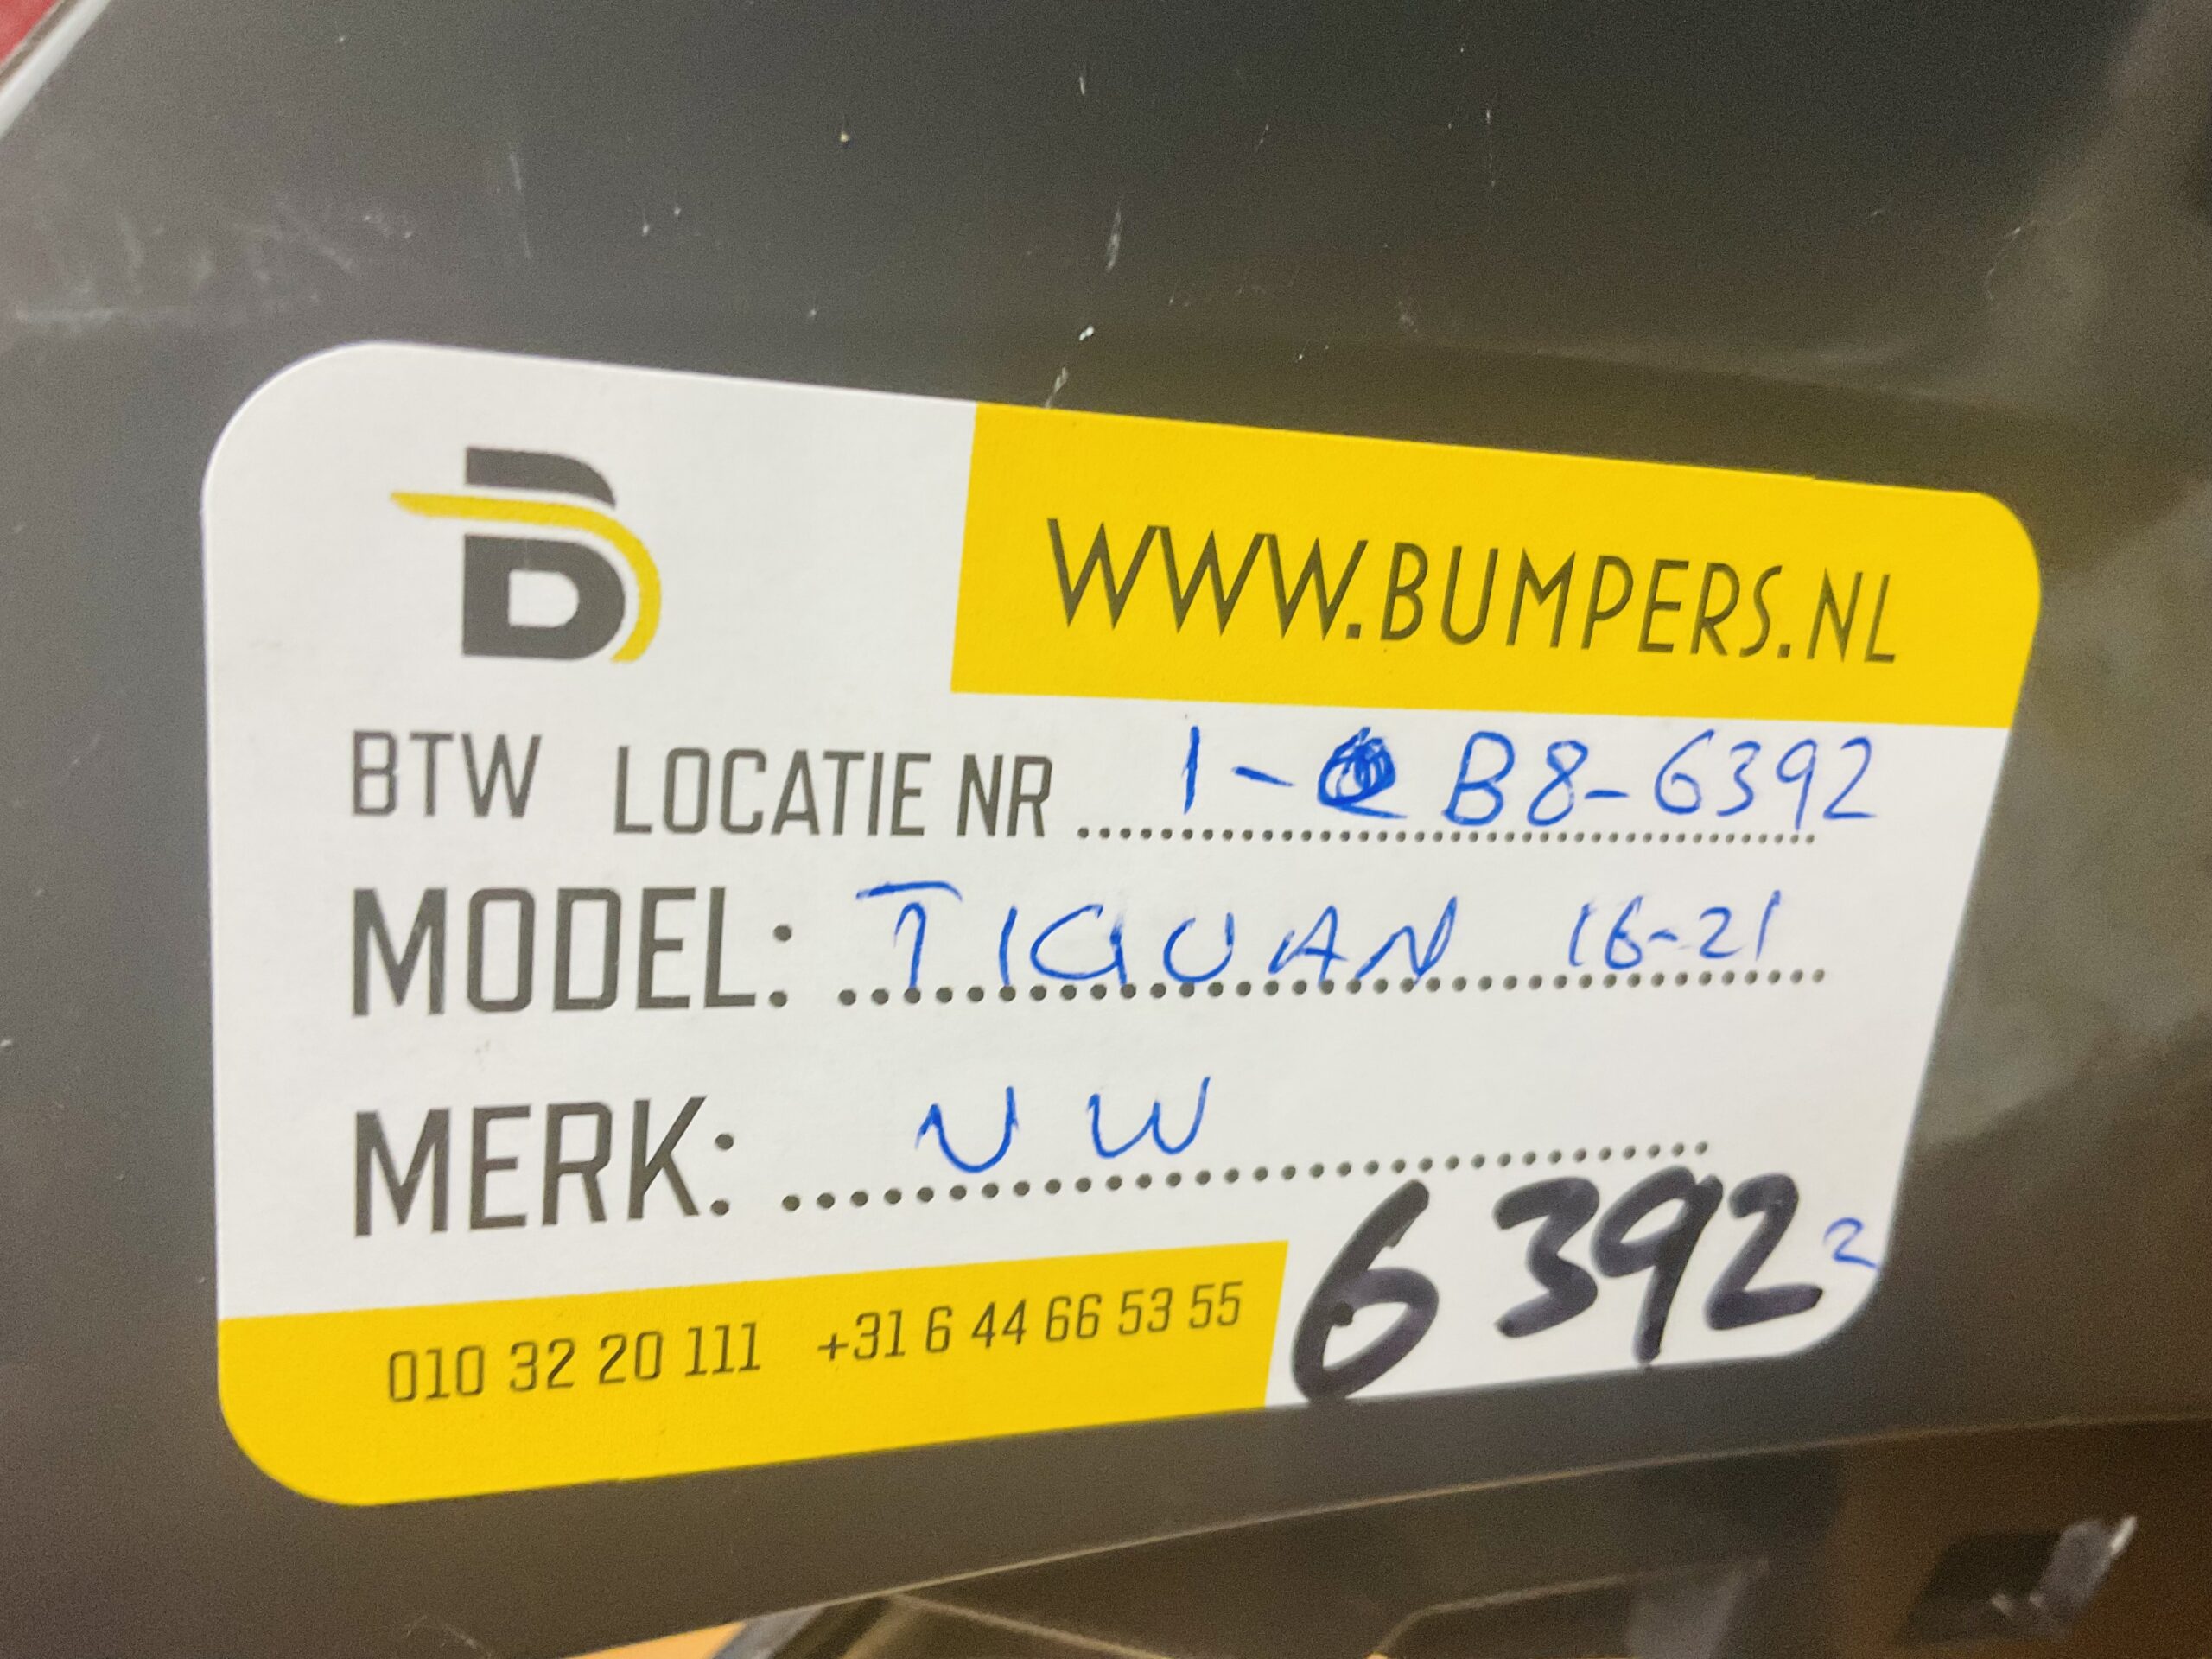 B
WWW.BUMPERS.NL
BTW LOCATIE NR 1- B8-6392
MODEL: TIGUAN 16-21
MERK: VW
6392 2
010 32 20 111 +31 6 44 66 53 55